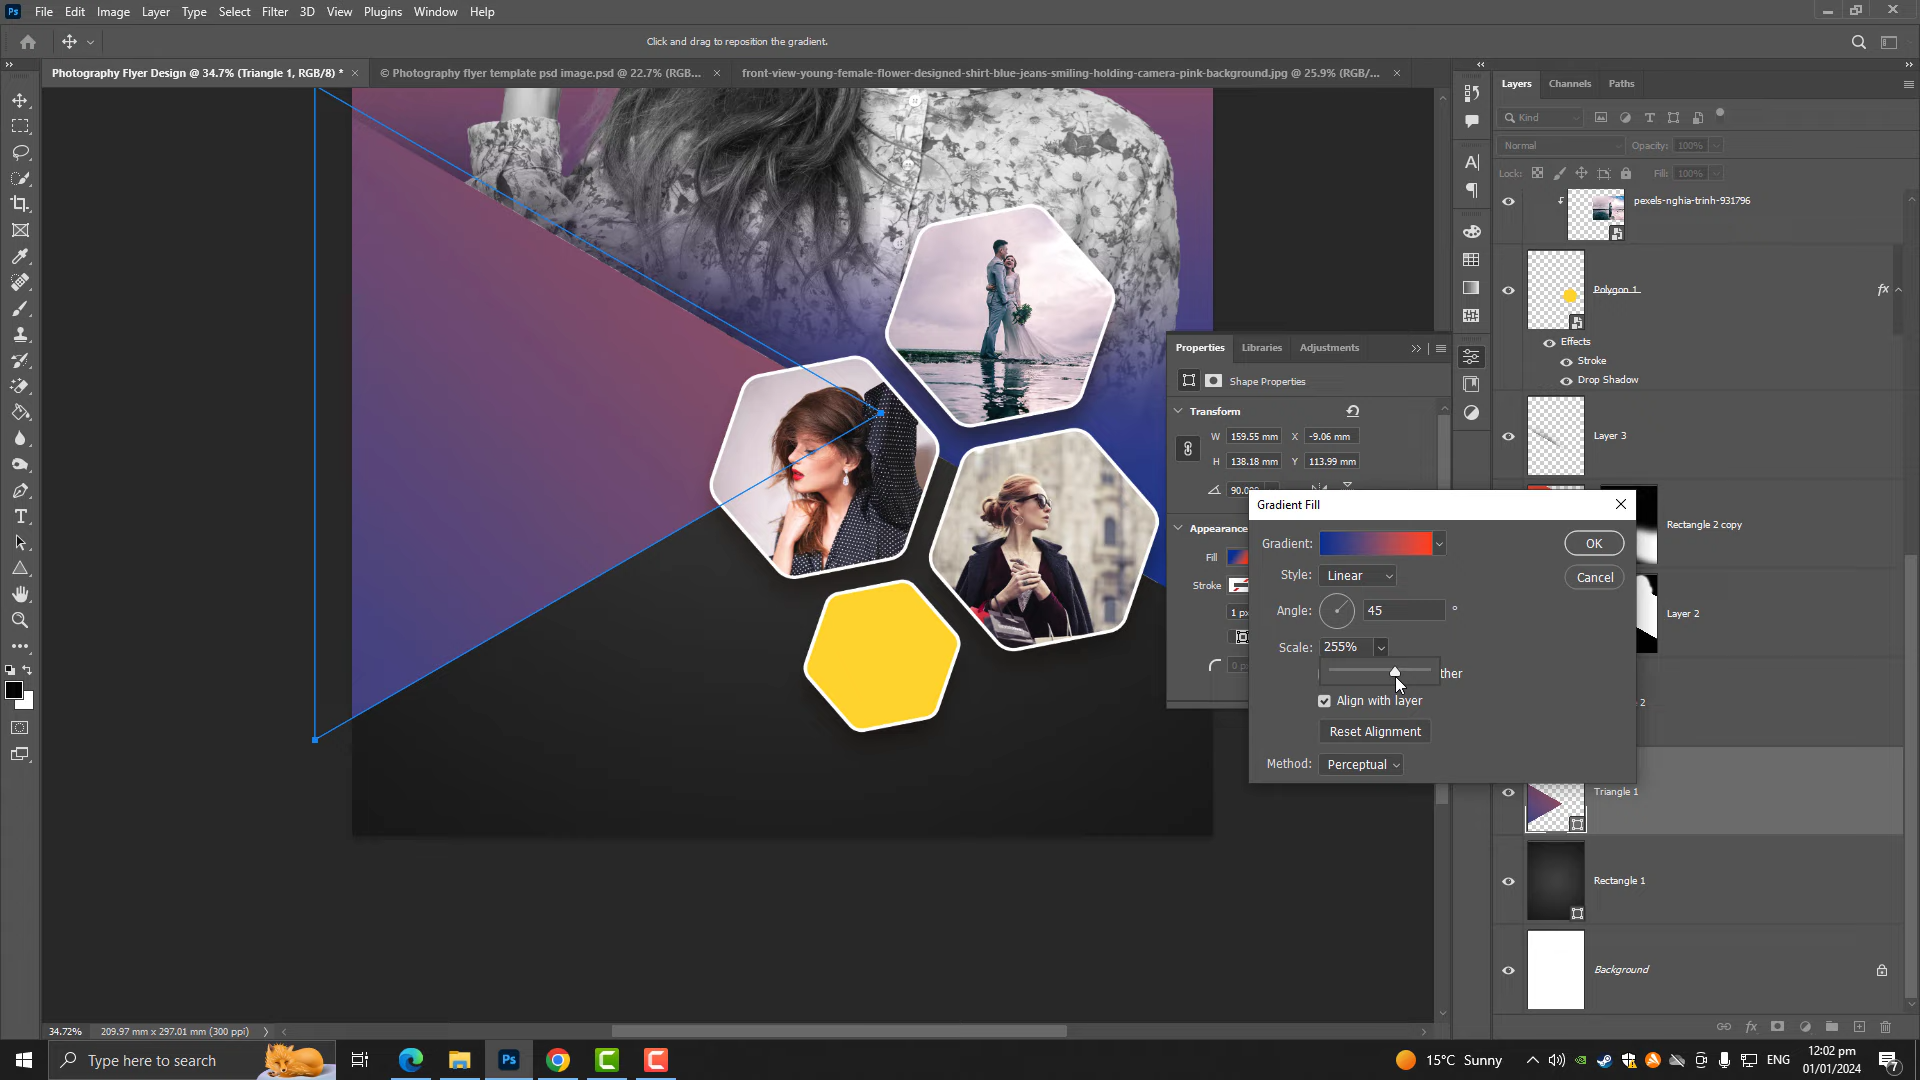 Ps File Edit Image Layer Type Select Filter 3D View Plugins Window Help
Click and drag to reposition the gradient.
Photography Flyer Design @ 34.7% (Triangle 1, RGB/8) * × © Photography flyer template psd image.psd @ 22.7% (RGB... × front-view-young-female-flower-designed-shirt-blue-jeans-smiling-holding-camera-pink-background.jpg @ 25.9% (RGB/... ×
Layers Channels Paths
Kind
Normal Opacity: 100%
Lock: Fill: 100%
pexels-nghia-trinh-931796
Polygon 1 fx
Effects
Stroke
Drop Shadow
Layer 3
Rectangle 2 copy
Layer 2
2
Triangle 1
Rectangle 1
Background
Properties Libraries Adjustments
Shape Properties
Transform
W 159.55 mm X -9.06 mm
H 138.18 mm Y 113.99 mm
Appearance
Fill
Stroke
Gradient Fill
Gradient: OK
Style: Linear Cancel
Angle: 45 °
Scale: 255%
ther
Align with layer
Reset Alignment
Method: Perceptual
34.72% 209.97 mm x 297.01 mm (300 ppi)
Type here to search
Ps
15°C Sunny
ENG
12:02 pm
01/01/2024
7